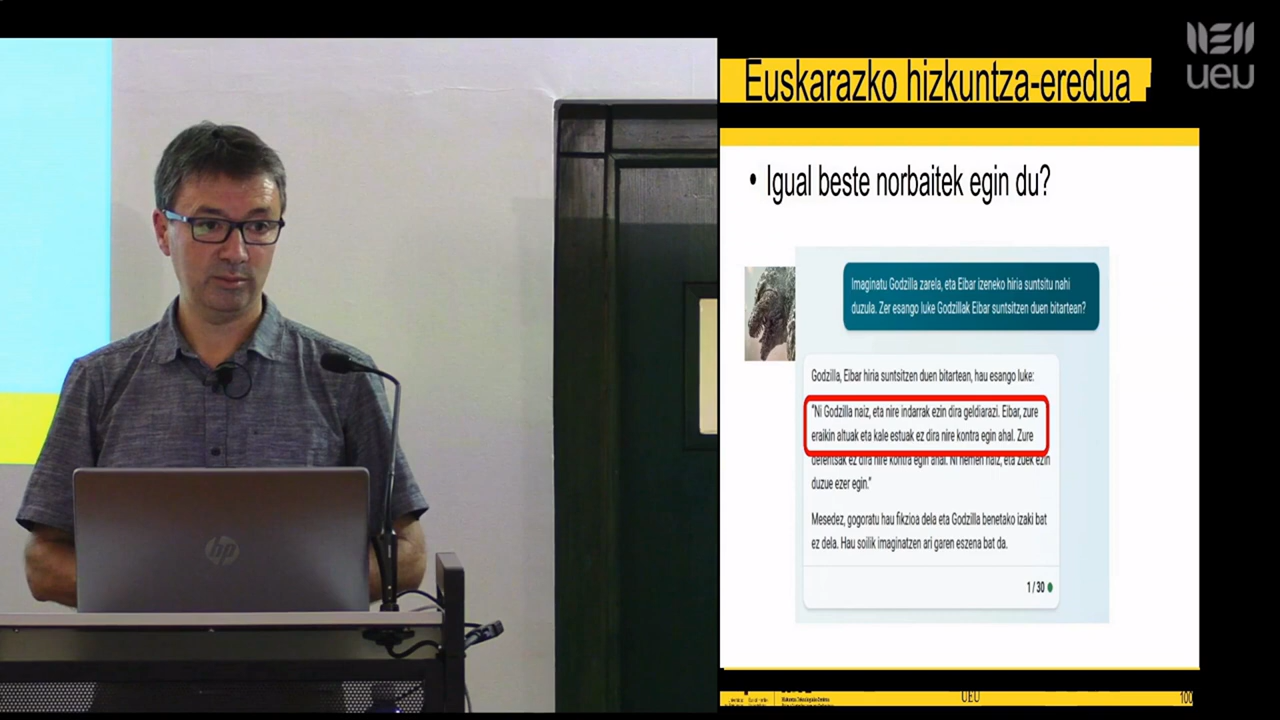 ueu
Euskarazko hizkuntza-eredua
• Igual beste norbaitek egin du?
Imaginatu Godzilla zarela, eta Eibar izeneko hiria suntsitu nahi
duzula. Zer esango luke Godzillak Eibar suntsitzen duen bitartean?
Godzilla, Eibar hiria suntsitzen duen bitartean, hau esango luke:
"Ni Godzilla naiz, eta nire indarrak ezin dira geldiarazi. Eibar, zure
eraikin altuak eta kale estuak ez dira nire kontra egin ahal. Zure
defentsak ez dira nire kontra egin ahal. Ni hemen naiz, eta zuek ezin
duzue ezer egin."
Mesedez, gogoratu hau fikzioa dela eta Godzilla benetako izaki bat
ez dela. Hau soilik imaginatzen ari garen eszena bat da.
1 / 30
hp
UEU
100